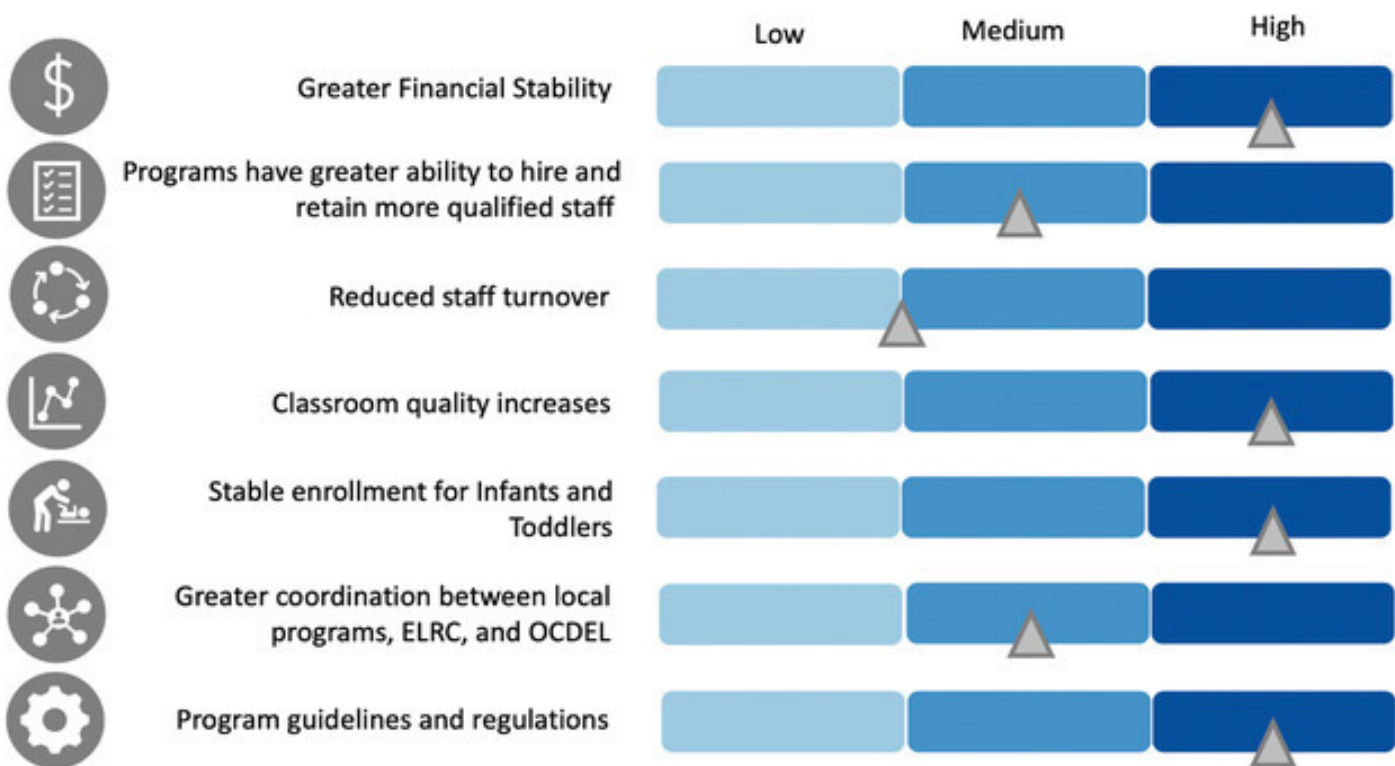 Low Medium High
Greater Financial Stability
Programs have greater ability to hire and
retain more qualified staff
Reduced staff turnover
Classroom quality increases
Stable enrollment for Infants and
Toddlers
Greater coordination between local
programs, ELRC, and OCDEL
Program guidelines and regulations